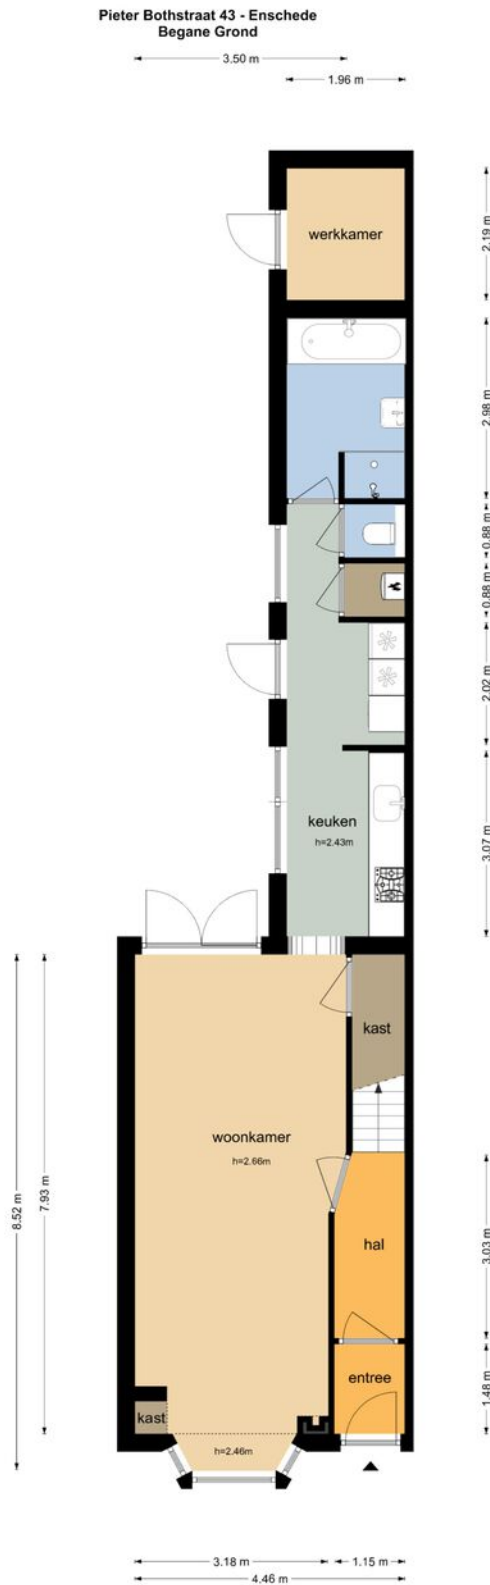 Pieter Bothstraat 43 - Enschede
Begane Grond
3.50 m
1.96 m
werkkamer
2.19 m
2.98 m
0.88 m
0.88 m
2.02 m
keuken
h=2.43m
3.07 m
kast
woonkamer
h=2.66m
8.52 m
7.93 m
hal
3.03 m
entree
1.48 m
kast
h=2.46m
3.18 m
1.15 m
4.46 m